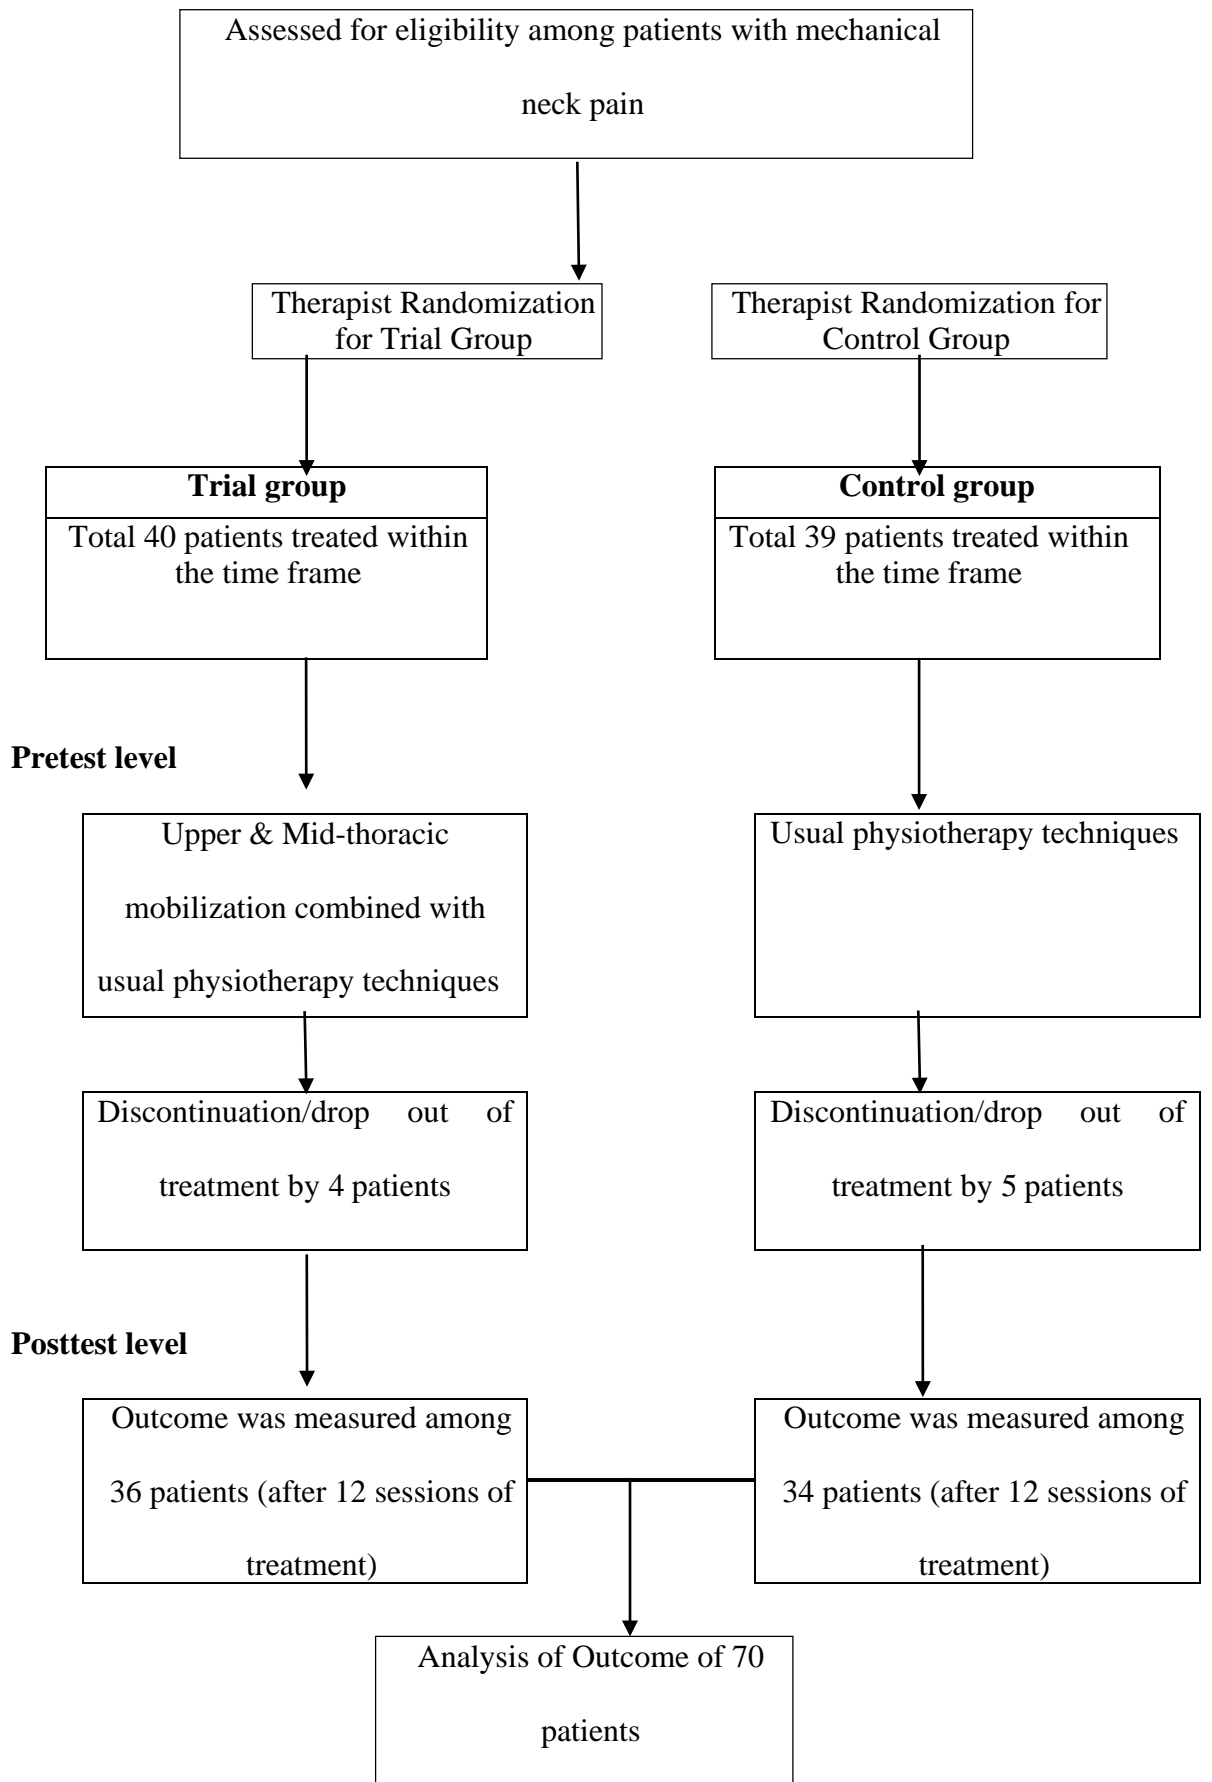 Assessed for eligibility among patients with mechanical
neck pain
Therapist Randomization
for Trial Group
Therapist Randomization for
Control Group
Trial group
Total 40 patients treated within
the time frame
Control group
Total 39 patients treated within
the time frame
Pretest level
Upper & Mid-thoracic
mobilization combined with
usual physiotherapy techniques
Usual physiotherapy techniques
Discontinuation/drop out of
treatment by 4 patients
Discontinuation/drop out of
treatment by 5 patients
Posttest level
Outcome was measured among
36 patients (after 12 sessions of
treatment)
Outcome was measured among
34 patients (after 12 sessions of
treatment)
Analysis of Outcome of 70
patients